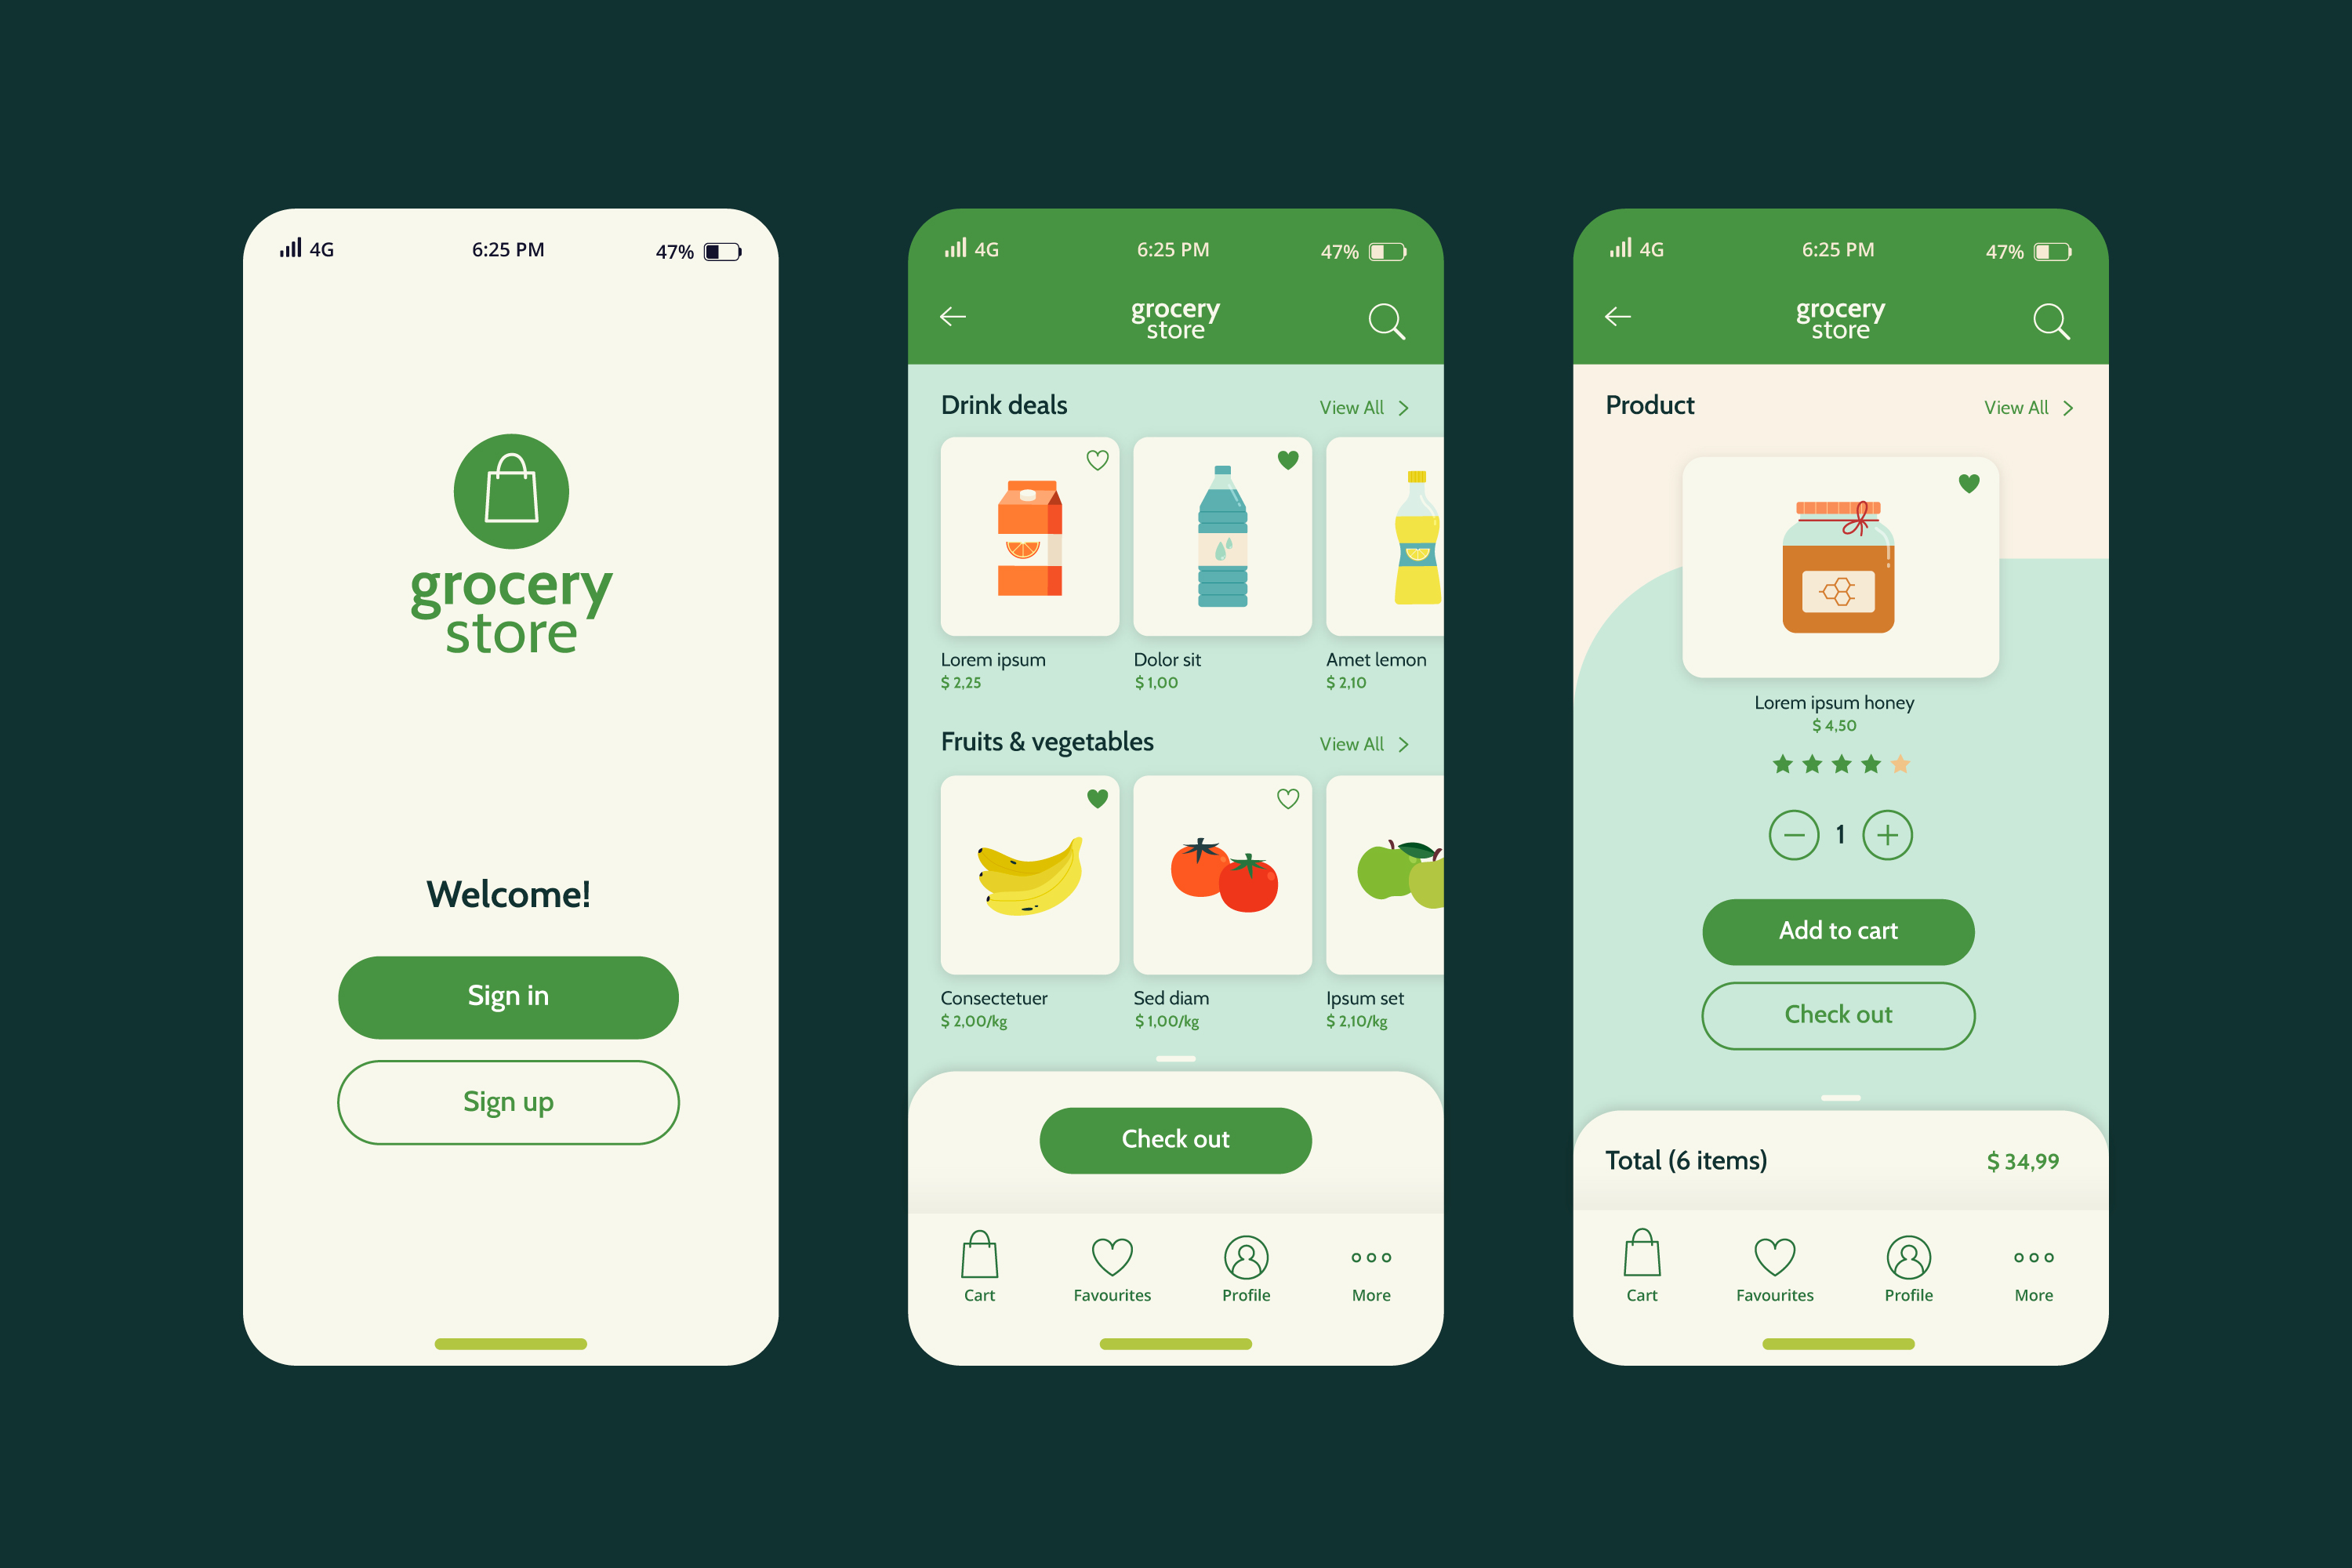 4G 6:25 PM 47%
grocery
store
Welcome!
Sign in
Sign up
4G 6:25 PM 47%
grocery
store
Drink deals View All
Lorem ipsum Dolor sit Amet lemon
$ 2,25 $ 1,00 $ 2,10
Fruits & vegetables View All
Consectetuer Sed diam Ipsum set
$ 2,00/kg $ 1,00/kg $ 2,10/kg
Check out
Cart Favourites Profile More
4G 6:25 PM 47%
grocery
store
Product View All
Lorem ipsum honey
$ 4,50
1
Add to cart
Check out
Total (6 items) $ 34,99
Cart Favourites Profile More